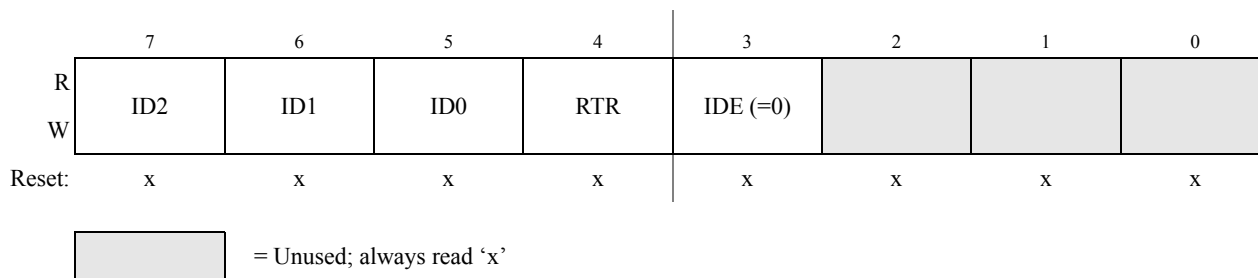 7 6 5 4 3 2 1 0
R
ID2 ID1 ID0 RTR IDE (=0)
W
Reset: x x x x x x x x
= Unused; always read ‘x’